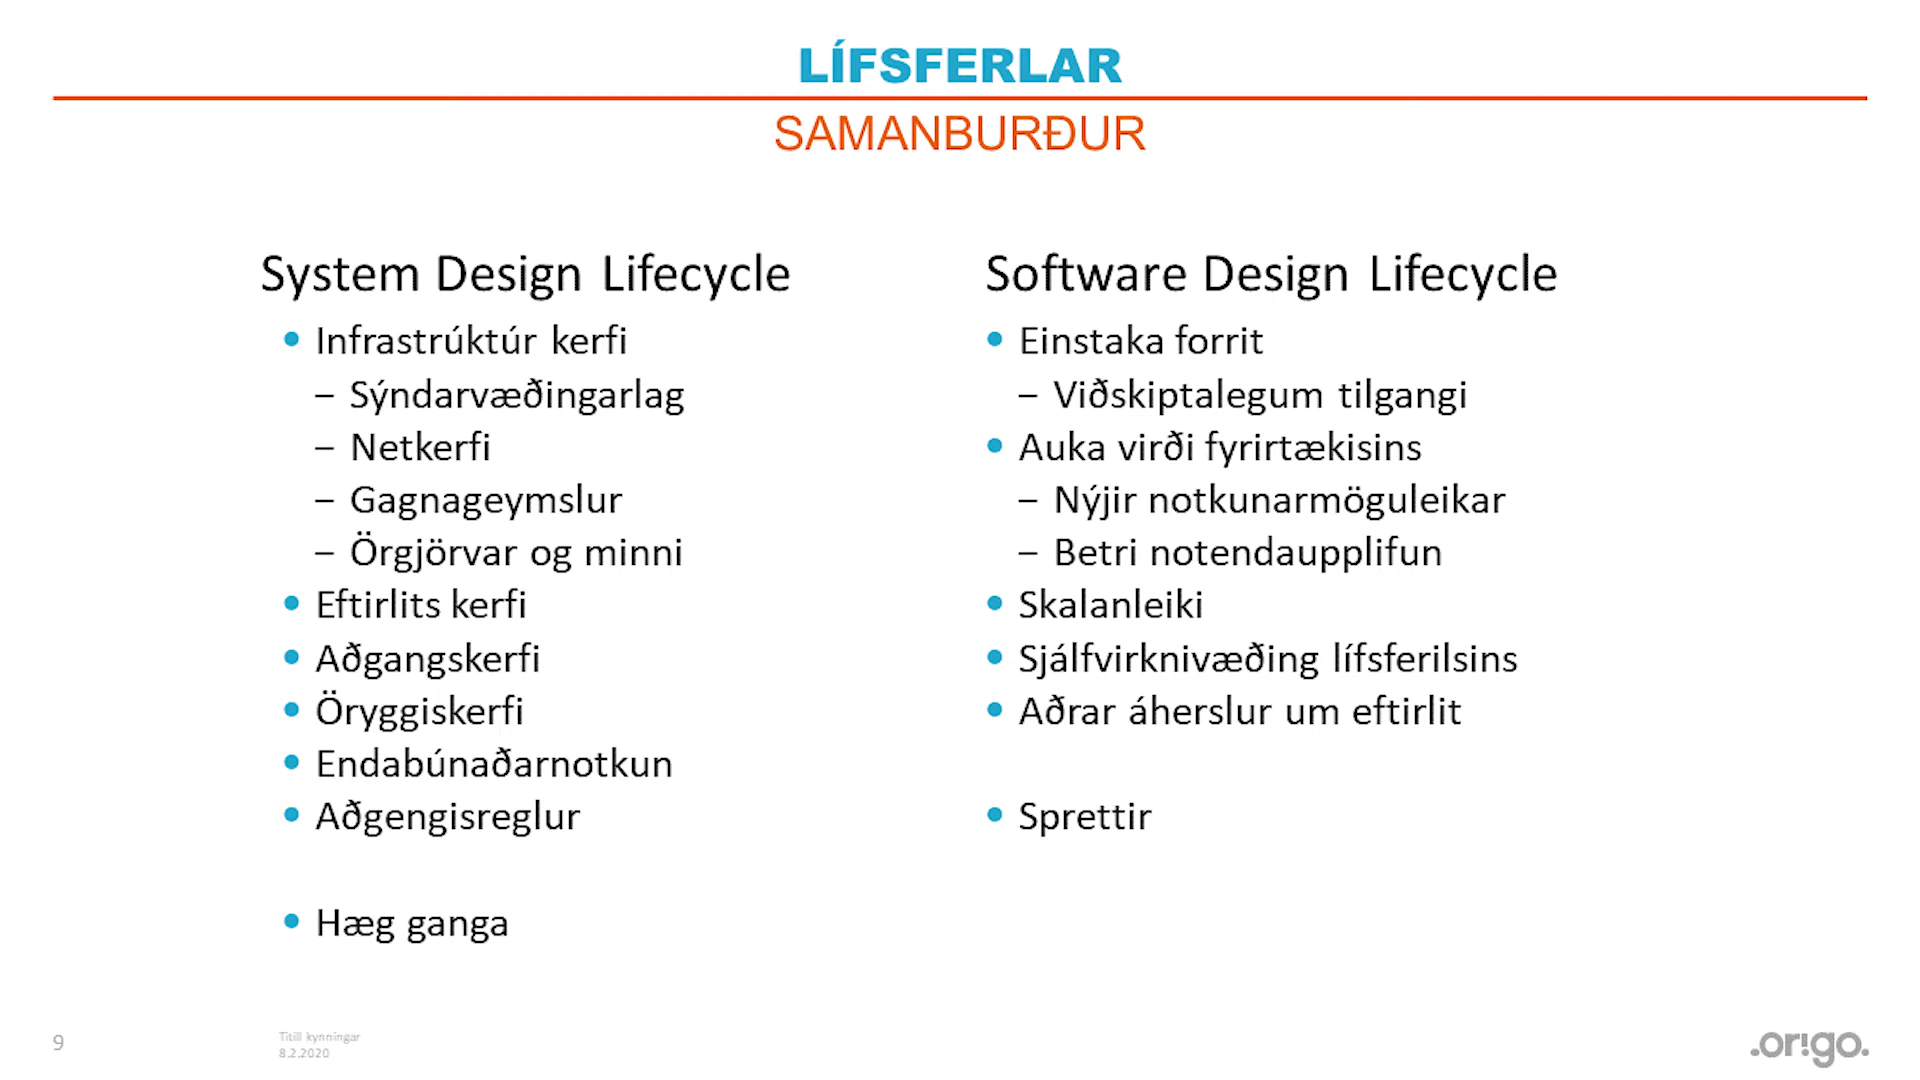 LÍFSFERLAR
SAMANBURÐUR
System Design Lifecycle
• Infrastrúktúr kerfi
– Sýndarvæðingarlag
– Netkerfi
– Gagnageymslur
– Örgjörvar og minni
• Eftirlits kerfi
• Aðgangskerfi
• Öryggiskerfi
• Endabúnaðarnotkun
• Aðgengisreglur
• Hæg ganga
Software Design Lifecycle
• Einstaka forrit
– Viðskiptalegum tilgangi
• Auka virði fyrirtækisins
– Nýjir notkunarmöguleikar
– Betri notendaupplifun
• Skalanleiki
• Sjálfvirknivæðing lífsferilsins
• Aðrar áherslur um eftirlit
• Sprettir
9
Titill kynningar
8.2.2020
.origo.